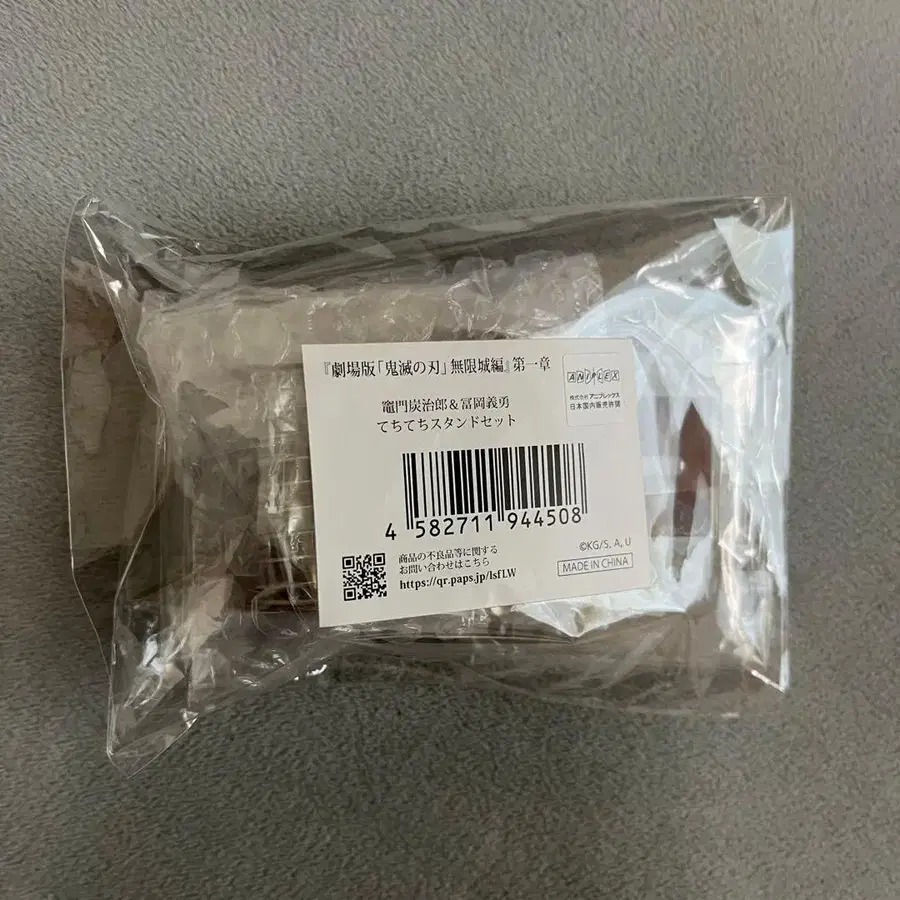 『劇場版「鬼滅の刃」無限城編』第一章
ANIPLEX
株式会社アニプレックス
日本国内販売許諾
竈門炭治郎&冨岡義勇
てちてちスタンドセット
4 582711 944508
商品の不良品等に関する
お問い合わせはこちら
https://qr.paps.jp/lsfLW
©KG/S, A, U
MADE IN CHINA